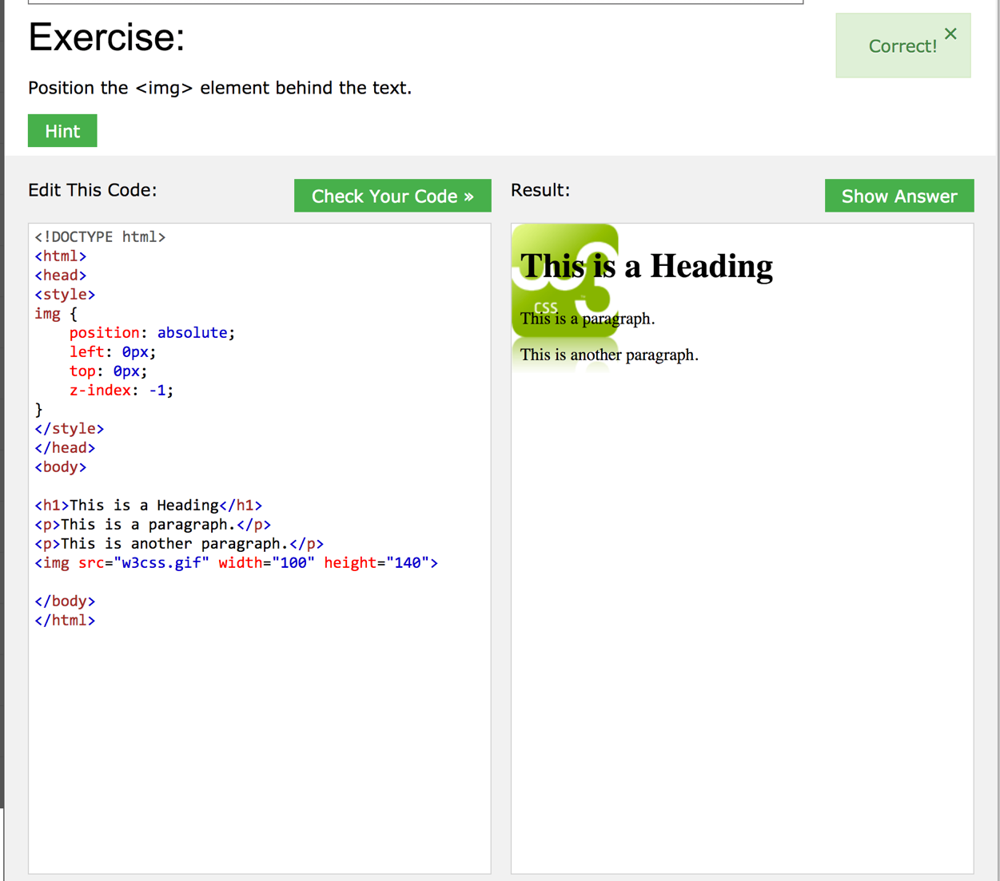 Exercise:
Correct!
×
Position the <img> element behind the text.
Hint
Edit This Code:
Check Your Code »
Result:
Show Answer
<!DOCTYPE html>
<html>
<head>
<style>
img {
    position: absolute;
    left: 0px;
    top: 0px;
    z-index: -1;
}
</style>
</head>
<body>
<h1>This is a Heading</h1>
<p>This is a paragraph.</p>
<p>This is another paragraph.</p>
<img src="w3css.gif" width="100" height="140">
</body>
</html>
This is a Heading
W3
CSS
This is a paragraph.
This is another paragraph.